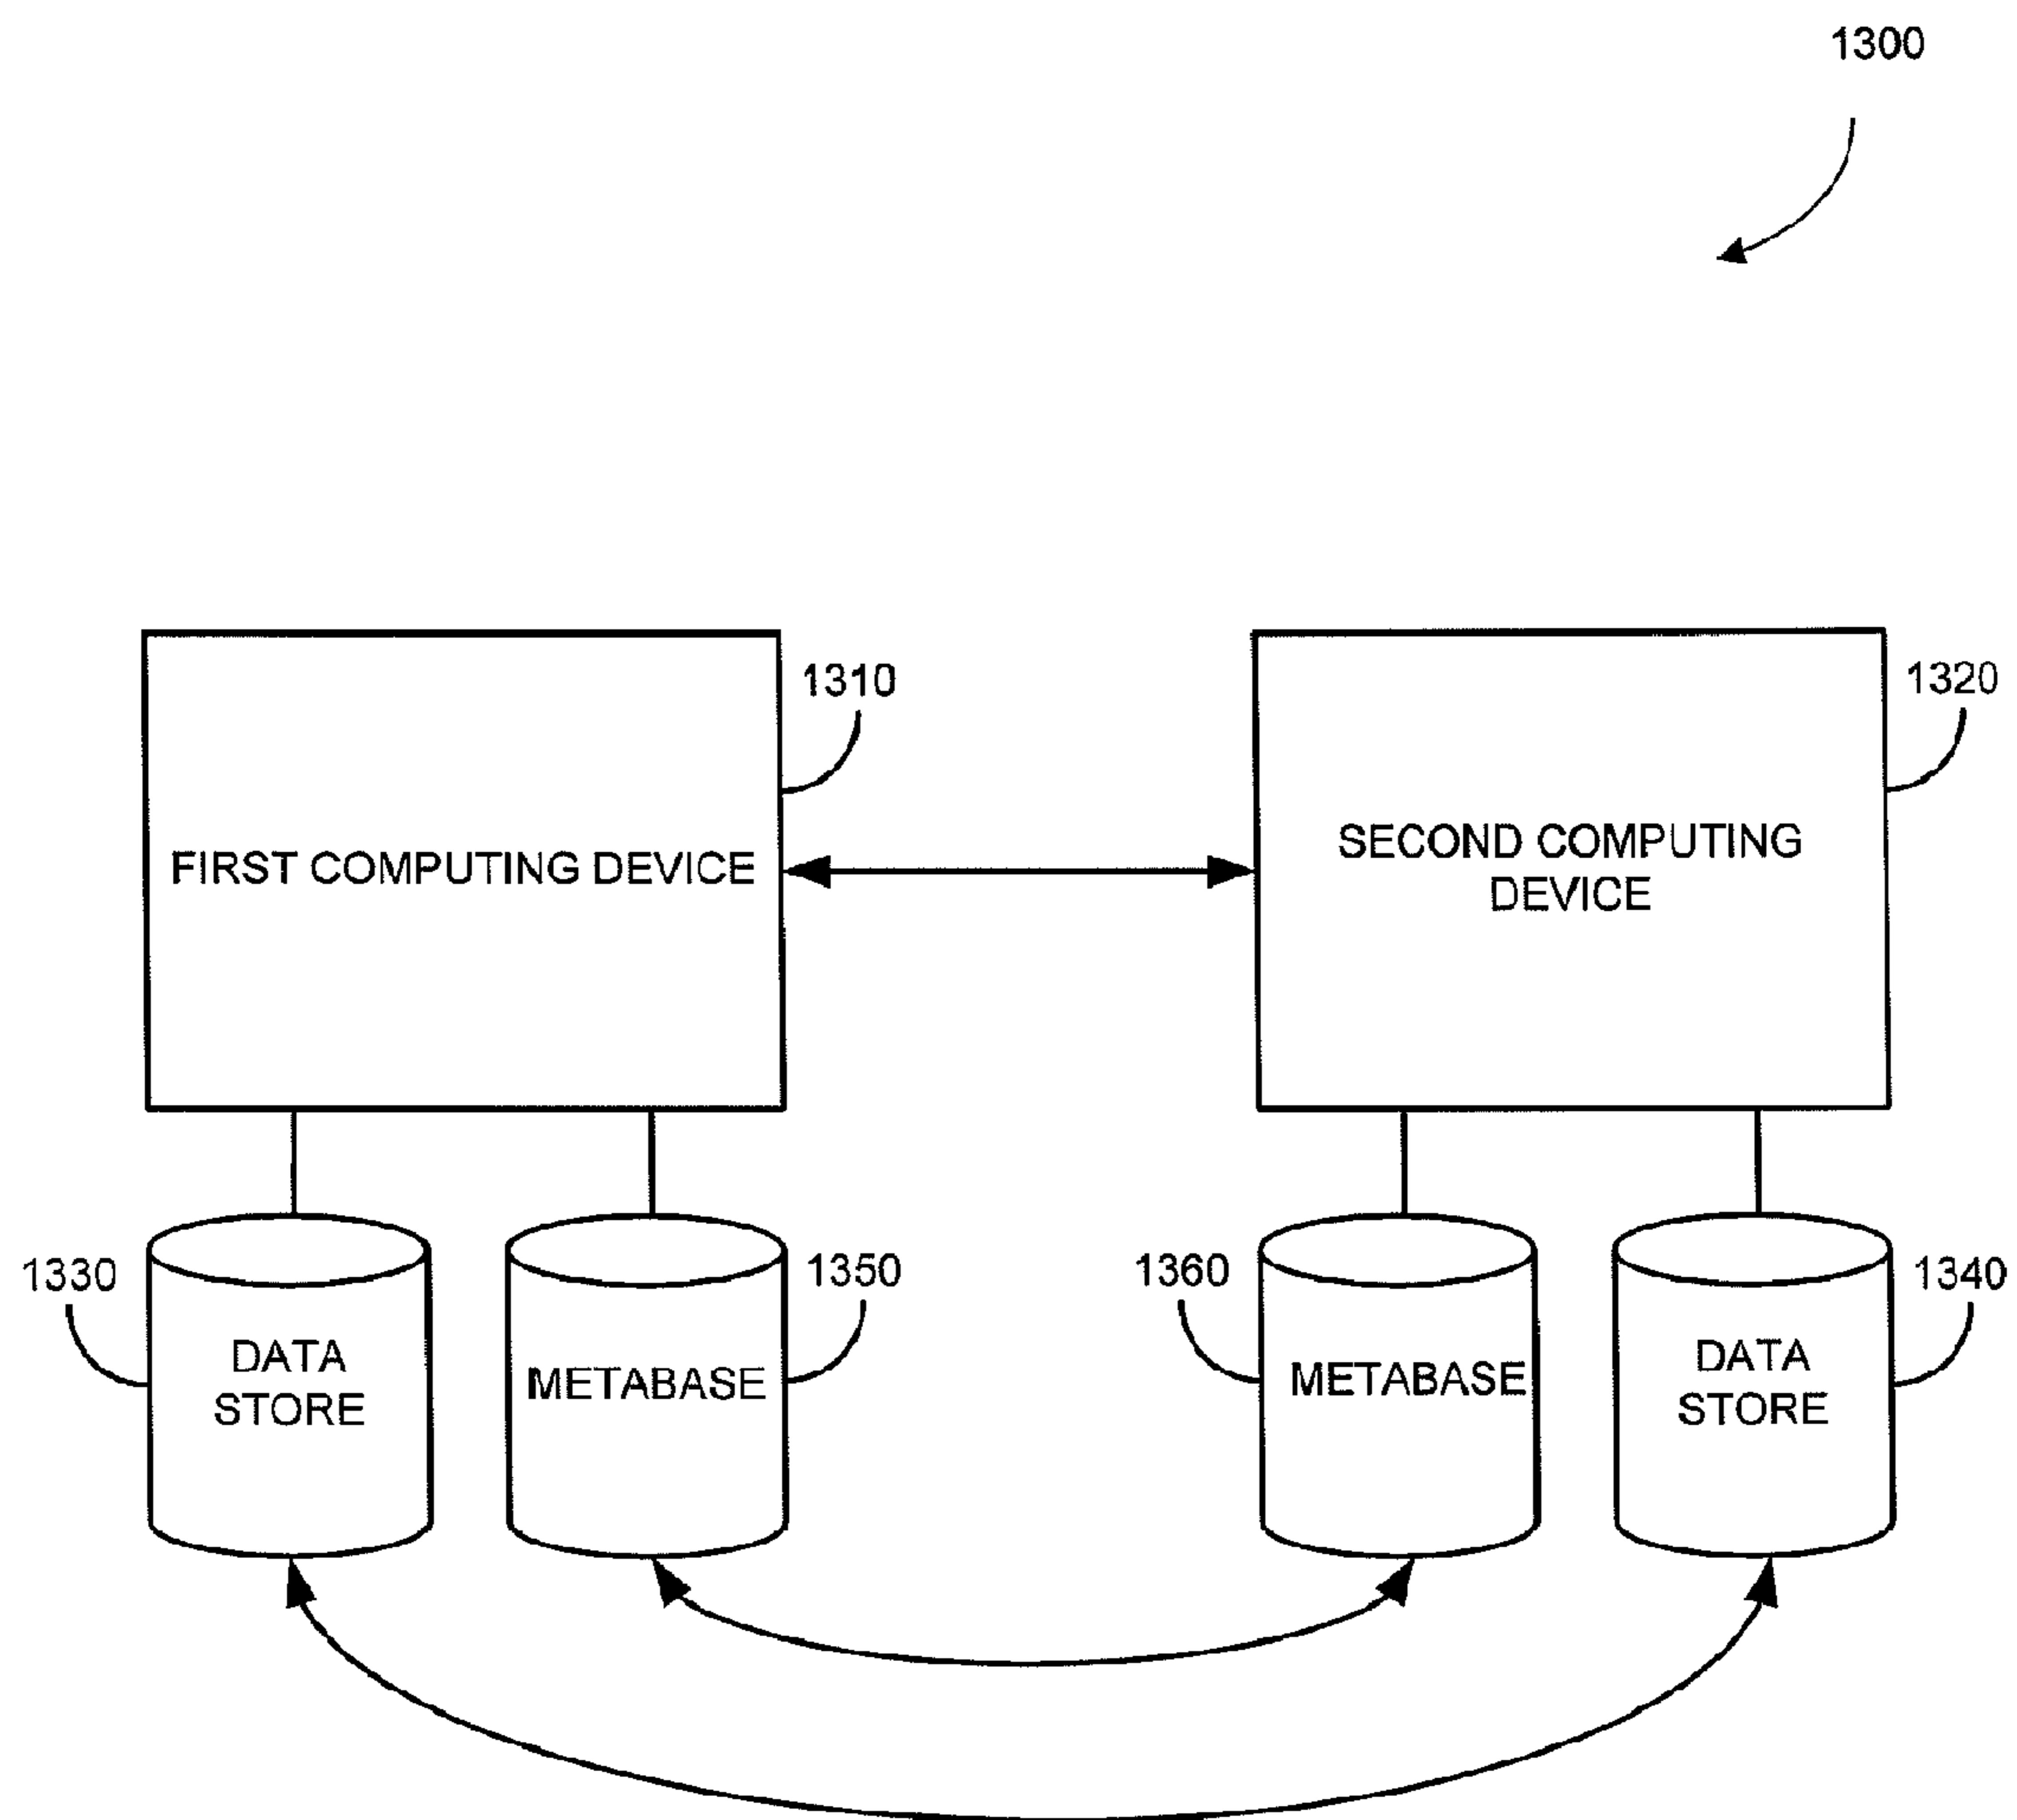 1300
1310
1320
FIRST COMPUTING DEVICE
SECOND COMPUTING
DEVICE
1330
1350
1360
1340
DATA
STORE
METABASE
METABASE
DATA
STORE